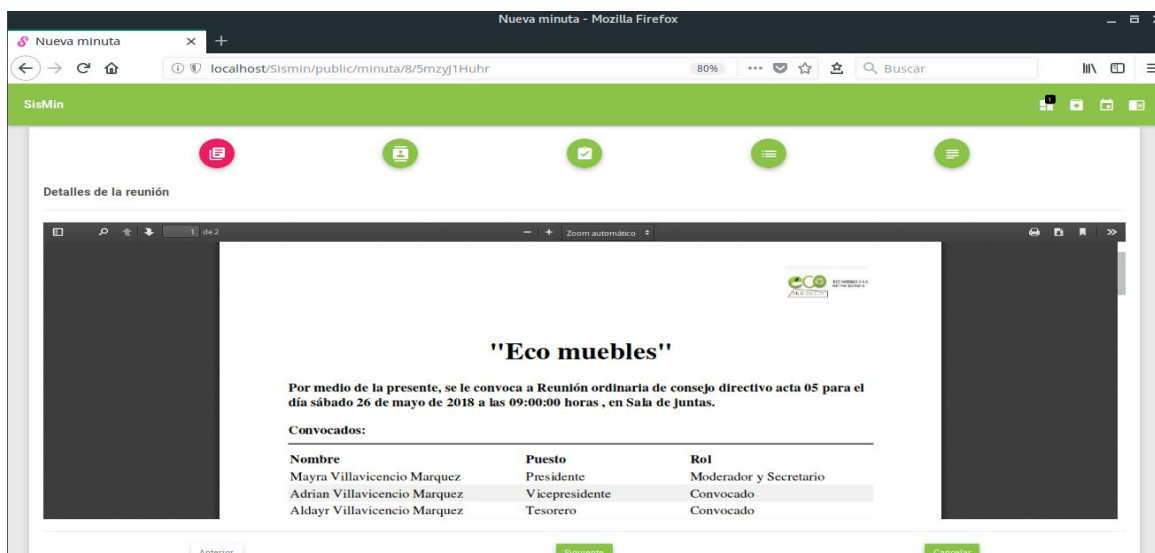 Nueva minuta - Mozilla Firefox
Nueva minuta
localhost/Sismin/public/minuta/8/5mzyJ1Huhr
80%
Buscar
SisMin
1
Detalles de la reunión
1 de 2
Zoom automático
eco
"Eco muebles"
Por medio de la presente, se le convoca a Reunión ordinaria de consejo directivo acta 05 para el
día sábado 26 de mayo de 2018 a las 09:00:00 horas , en Sala de juntas.
Convocados:
Nombre Puesto Rol
Mayra Villavicencio Marquez Presidente Moderador y Secretario
Adrian Villavicencio Marquez Vicepresidente Convocado
Aldayr Villavicencio Marquez Tesorero Convocado
Anterior Siguiente Cancelar